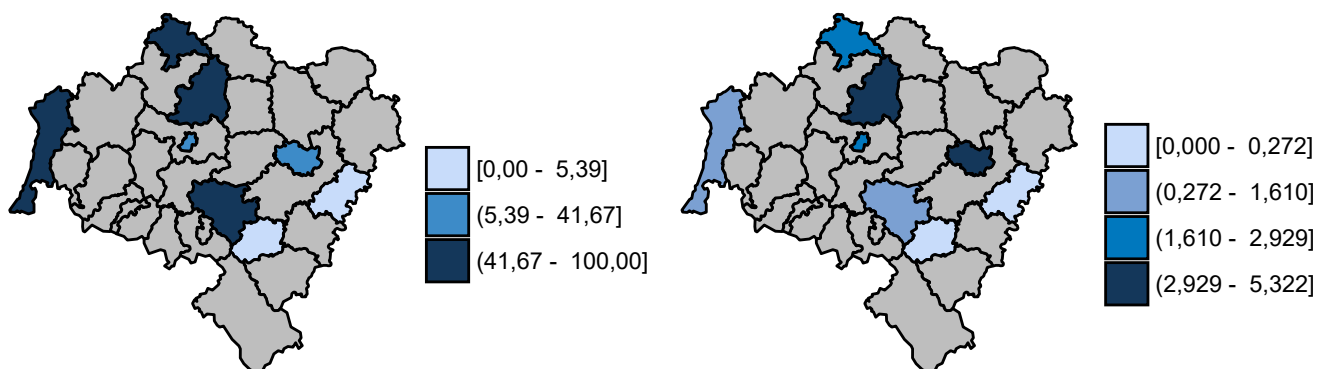 [0,00 - 5,39]
(5,39 - 41,67]
(41,67 - 100,00]
[0,000 - 0,272]
(0,272 - 1,610]
(1,610 - 2,929]
(2,929 - 5,322]